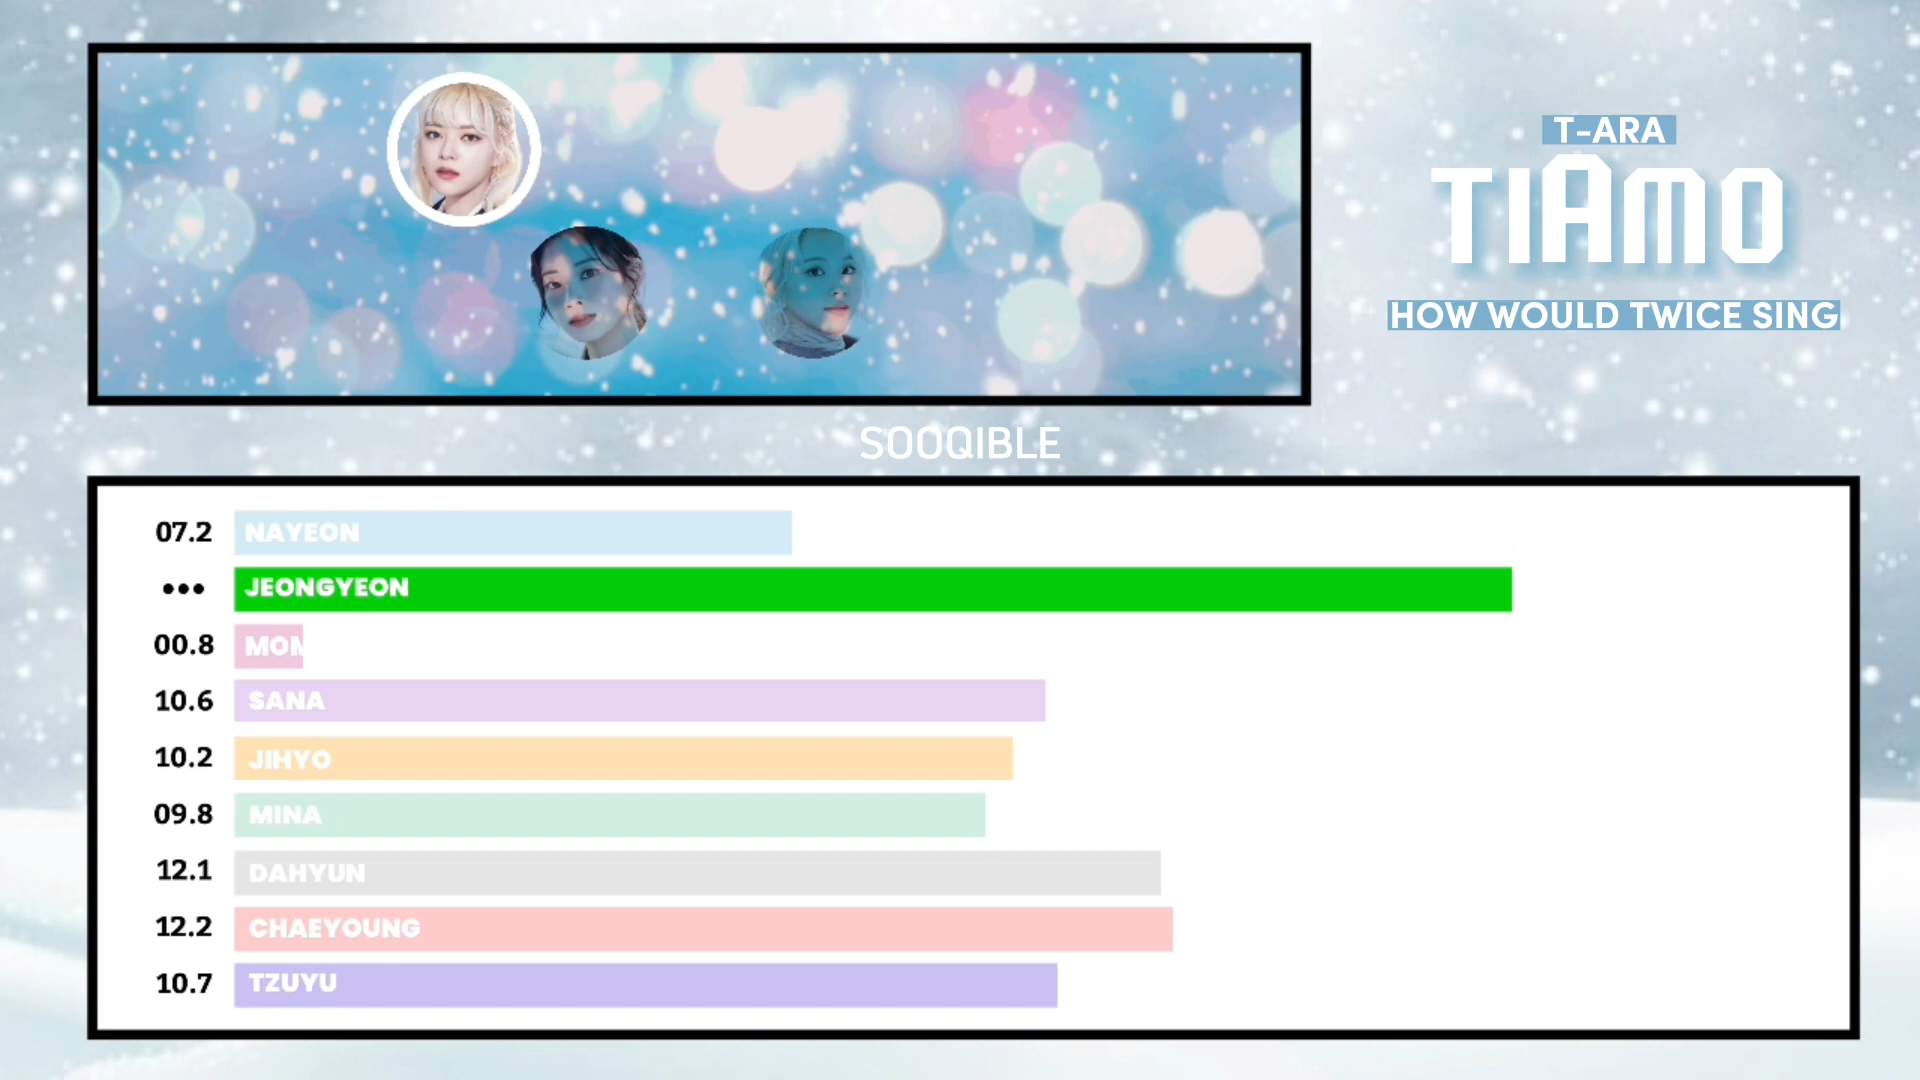 T-ARA
TIAMO
HOW WOULD TWICE SING
SOOQIBLE
07.2 NAYEON
••• JEONGYEON
00.8 MOM
10.6 SANA
10.2 JIHYO
09.8 MINA
12.1 DAHYUN
12.2 CHAEYOUNG
10.7 TZUYU